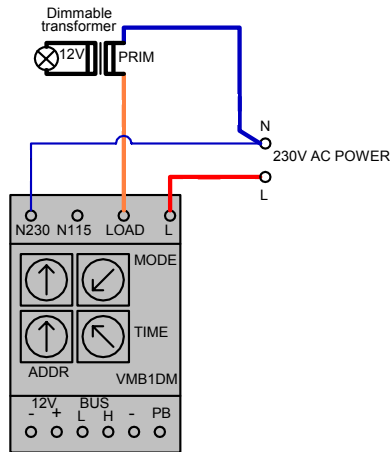 Dimmable
transformer
12V
PRIM
N
230V AC POWER
L
N230 N115 LOAD L
MODE
TIME
ADDR
VMB1DM
12V BUS
- + L H - PB